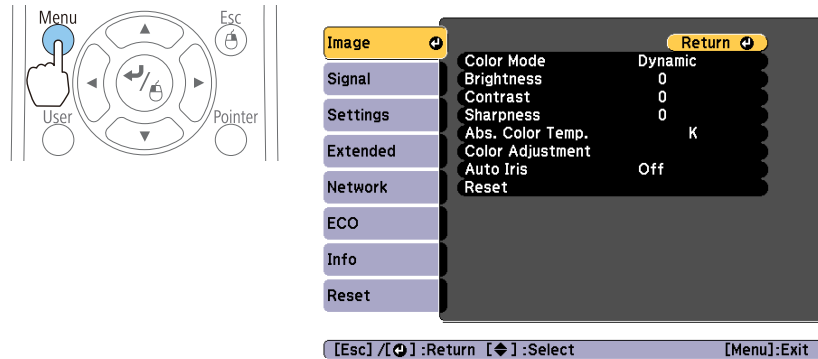 Menu
Esc
User
Pointer
Image
Return
Color Mode Dynamic
Brightness 0
Contrast 0
Sharpness 0
Abs. Color Temp. K
Color Adjustment
Auto Iris Off
Reset
Signal
Settings
Extended
Network
ECO
Info
Reset
[Esc] /[ ] :Return [ ] :Select [Menu]:Exit